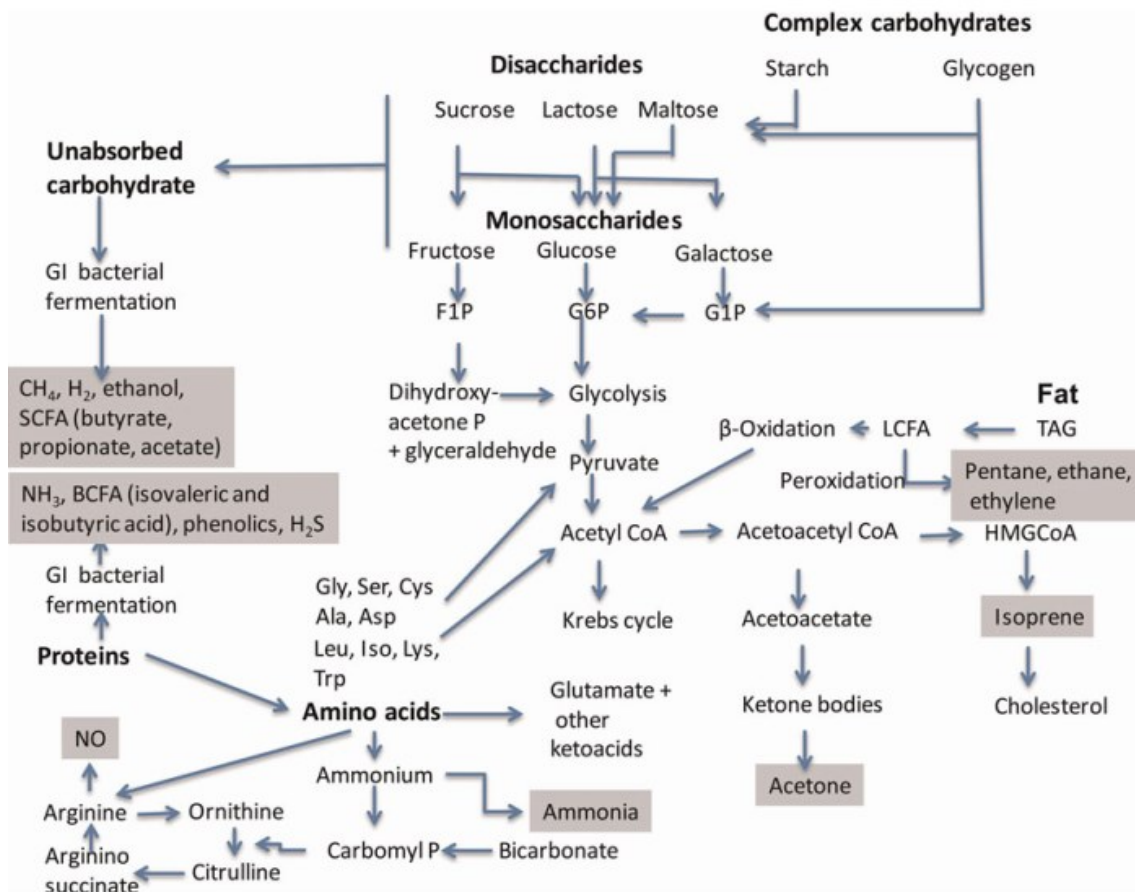 Complex carbohydrates
Disaccharides
Starch
Glycogen
Sucrose
Lactose
Maltose
Unabsorbed
carbohydrate
Monosaccharides
Fructose
Glucose
Galactose
GI bacterial
fermentation
F1P
G6P
G1P
CH₄, H₂, ethanol,
SCFA (butyrate,
propionate, acetate)
Dihydroxy-
acetone P
+ glyceraldehyde
Glycolysis
Fat
β-Oxidation
LCFA
TAG
Pyruvate
Peroxidation
Pentane, ethane,
ethylene
NH₃, BCFA (isovaleric and
isobutyric acid), phenolics, H₂S
Acetyl CoA
Acetoacetyl CoA
HMGCoA
GI bacterial
fermentation
Gly, Ser, Cys
Ala, Asp
Leu, Iso, Lys,
Trp
Krebs cycle
Acetoacetate
Isoprene
Proteins
Amino acids
Glutamate +
other
ketoacids
Ketone bodies
Cholesterol
NO
Ammonium
Ammonia
Acetone
Arginine
Ornithine
Arginino
succinate
Citrulline
Carbomyl P
Bicarbonate